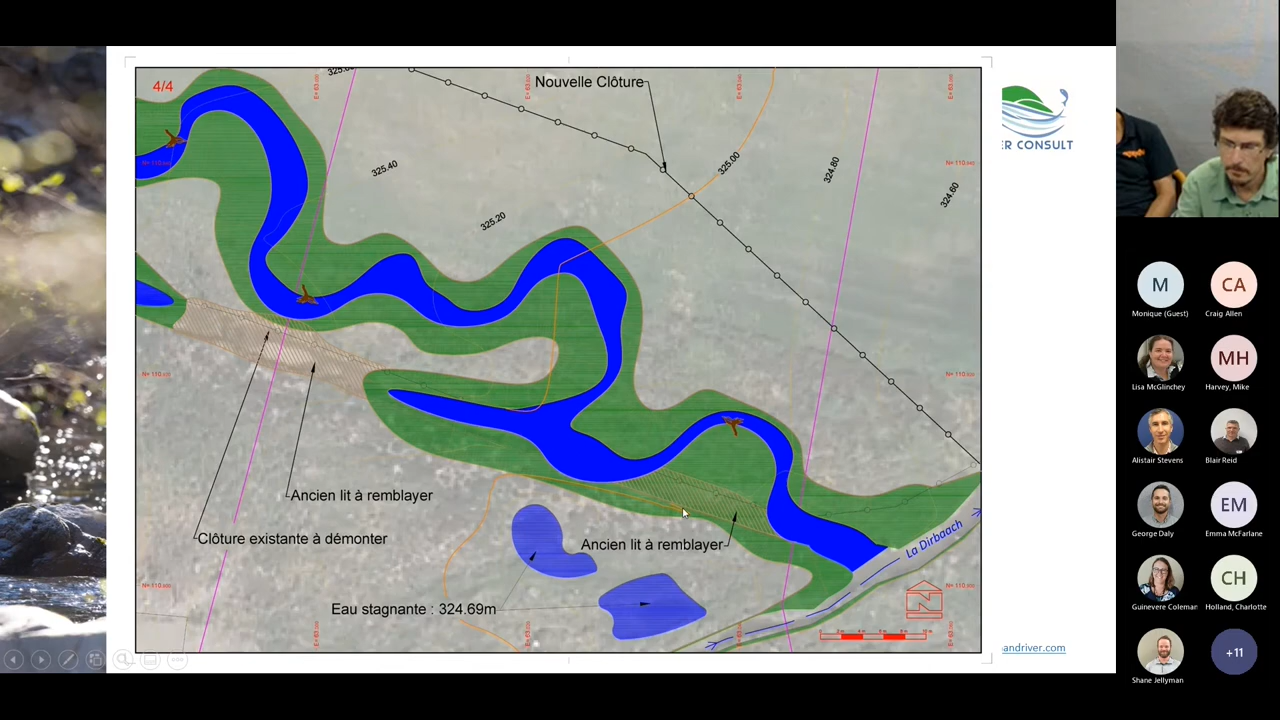 4/4
Nouvelle Clôture
325.40
325.20
325.00
324.80
324.60
ER CONSULT
Ancien lit à remblayer
Clôture existante à démonter
Ancien lit à remblayer
Eau stagnante : 324.69m
La Dirbaach
andriver.com
M
Monique (Guest)
CA
Craig Allen
Lisa McGlinchey
MH
Harvey, Mike
Alistair Stevens
Blair Reid
George Daly
EM
Emma McFarlane
Guinevere Coleman
CH
Holland, Charlotte
Shane Jellyman
+11